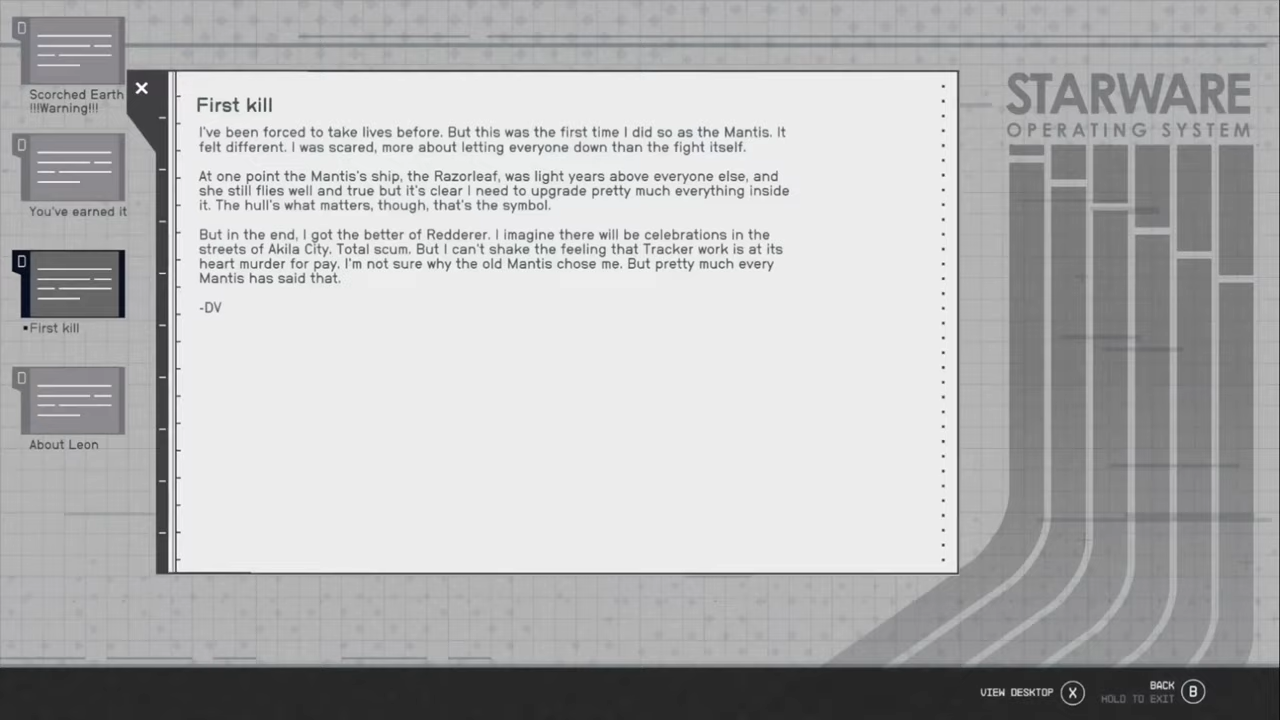 D
Scorched Earth
!!!Warning!!!
D
You've earned it
D
First kill
D
About Leon
X
First kill
I've been forced to take lives before. But this was the first time I did so as the Mantis. It
felt different. I was scared, more about letting everyone down than the fight itself.
At one point the Mantis's ship, the Razorleaf, was light years above everyone else, and
she still flies well and true but it's clear I need to upgrade pretty much everything inside
it. The hull's what matters, though, that's the symbol.
But in the end, I got the better of Redderer. I imagine there will be celebrations in the
streets of Akila City. Total scum. But I can't shake the feeling that Tracker work is at its
heart murder for pay. I'm not sure why the old Mantis chose me. But pretty much every
Mantis has said that.
-DV
STARWARE
OPERATING SYSTEM
VIEW DESKTOP X
BACK B
HOLD TO EXIT